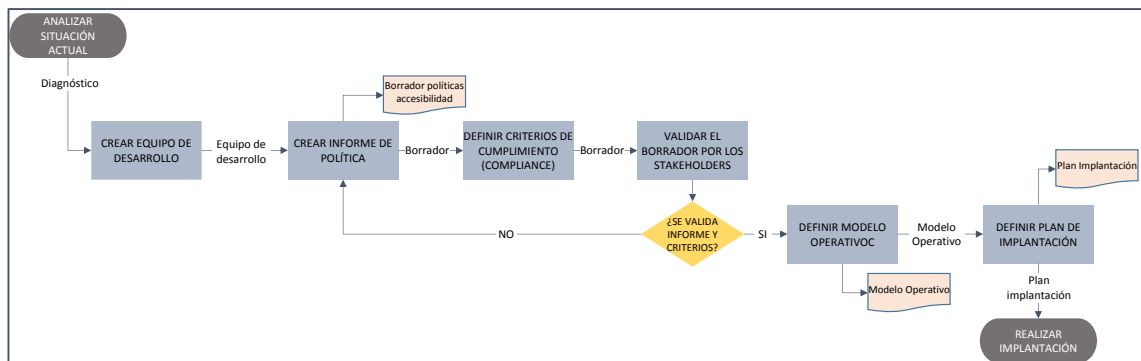 ANALIZAR
SITUACIÓN
ACTUAL
Diagnóstico
CREAR EQUIPO DE
DESARROLLO
Equipo de
desarrollo
CREAR INFORME DE
POLÍTICA
Borrador políticas
accesibilidad
Borrador
DEFINIR CRITERIOS DE
CUMPLIMIENTO
(COMPLIANCE)
Borrador
VALIDAR EL
BORRADOR POR LOS
STAKEHOLDERS
¿SE VALIDA
INFORME Y
CRITERIOS?
NO
SI
DEFINIR MODELO
OPERATIVOC
Modelo Operativo
Modelo
Operativo
DEFINIR PLAN DE
IMPLANTACIÓN
Plan Implantación
Plan
implantación
REALIZAR
IMPLANTACIÓN